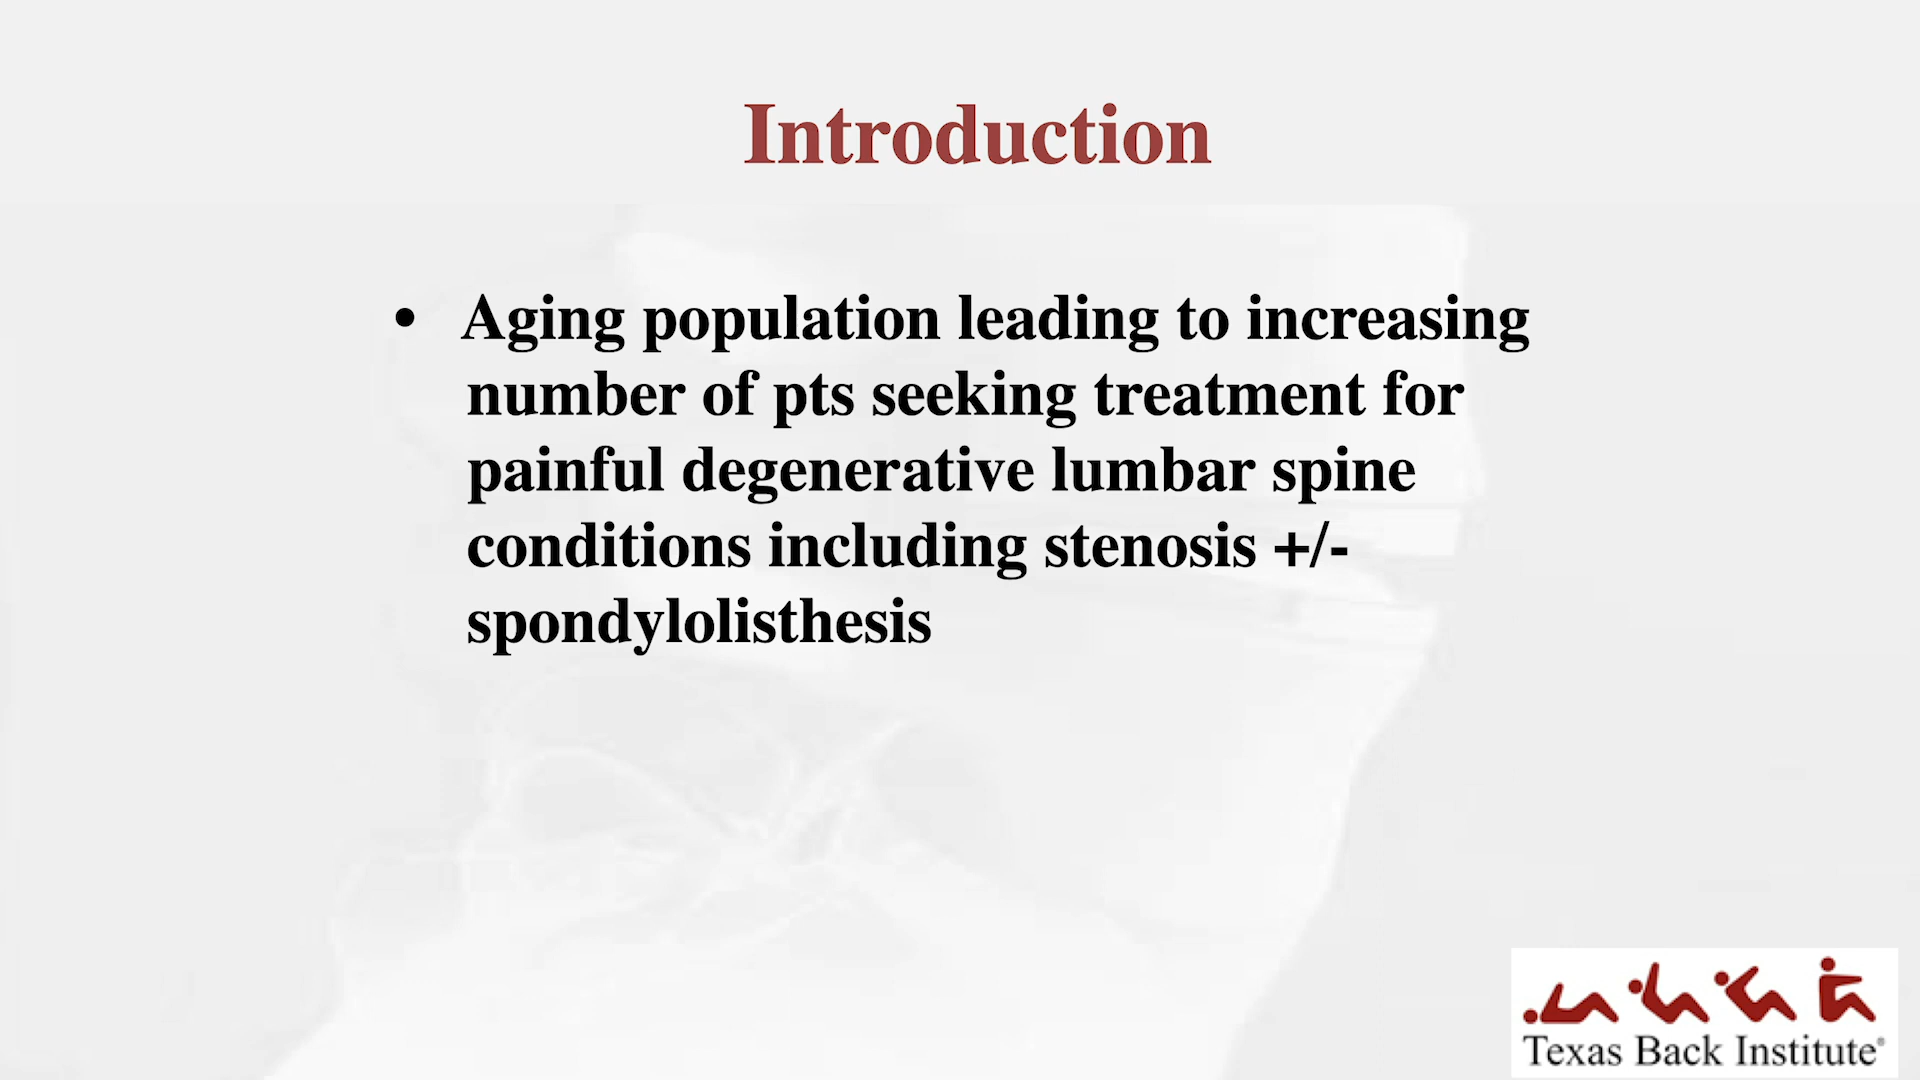 Introduction
• Aging population leading to increasing
number of pts seeking treatment for
painful degenerative lumbar spine
conditions including stenosis +/-
spondylolisthesis
Texas Back Institute®